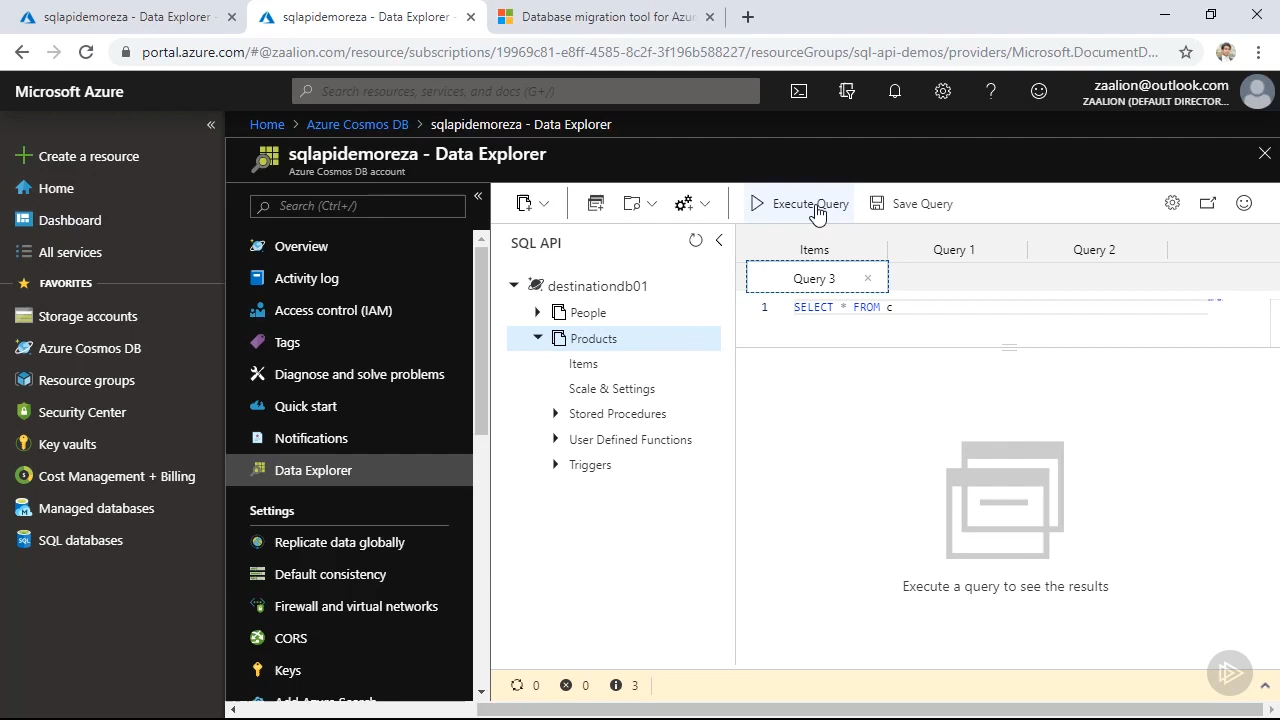 sqlapidemoreza - Data Explorer -
sqlapidemoreza - Data Explorer -
Database migration tool for Azur
portal.azure.com/#@zaalion.com/resource/subscriptions/19969c81-e8ff-4585-8c2f-3f196b588227/resourceGroups/sql-api-demos/providers/Microsoft.DocumentD...
Microsoft Azure
Search resources, services, and docs (G+/)
zaalion@outlook.com
ZAALION (DEFAULT DIRECTOR...
Create a resource
Home
Dashboard
All services
FAVORITES
Storage accounts
Azure Cosmos DB
Resource groups
Security Center
Key vaults
Cost Management + Billing
Managed databases
SQL databases
Home > Azure Cosmos DB > sqlapidemoreza - Data Explorer
sqlapidemoreza - Data Explorer
Azure Cosmos DB account
Search (Ctrl+/)
Overview
Activity log
Access control (IAM)
Tags
Diagnose and solve problems
Quick start
Notifications
Data Explorer
Settings
Replicate data globally
Default consistency
Firewall and virtual networks
CORS
Keys
Add Azure Search
Execute Query
Save Query
SQL API
destinationdb01
People
Products
Items
Scale & Settings
Stored Procedures
User Defined Functions
Triggers
Items
Query 1
Query 2
Query 3
1 SELECT * FROM c
Execute a query to see the results
0
0
3